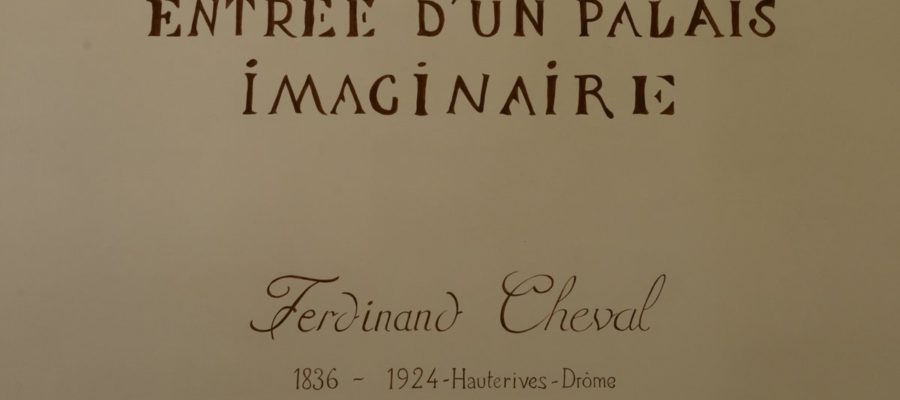 ENTRÉE D'UN PALAIS
IMAGINAIRE
Ferdinand Cheval
1836 - 1924-Hauterives-Drôme